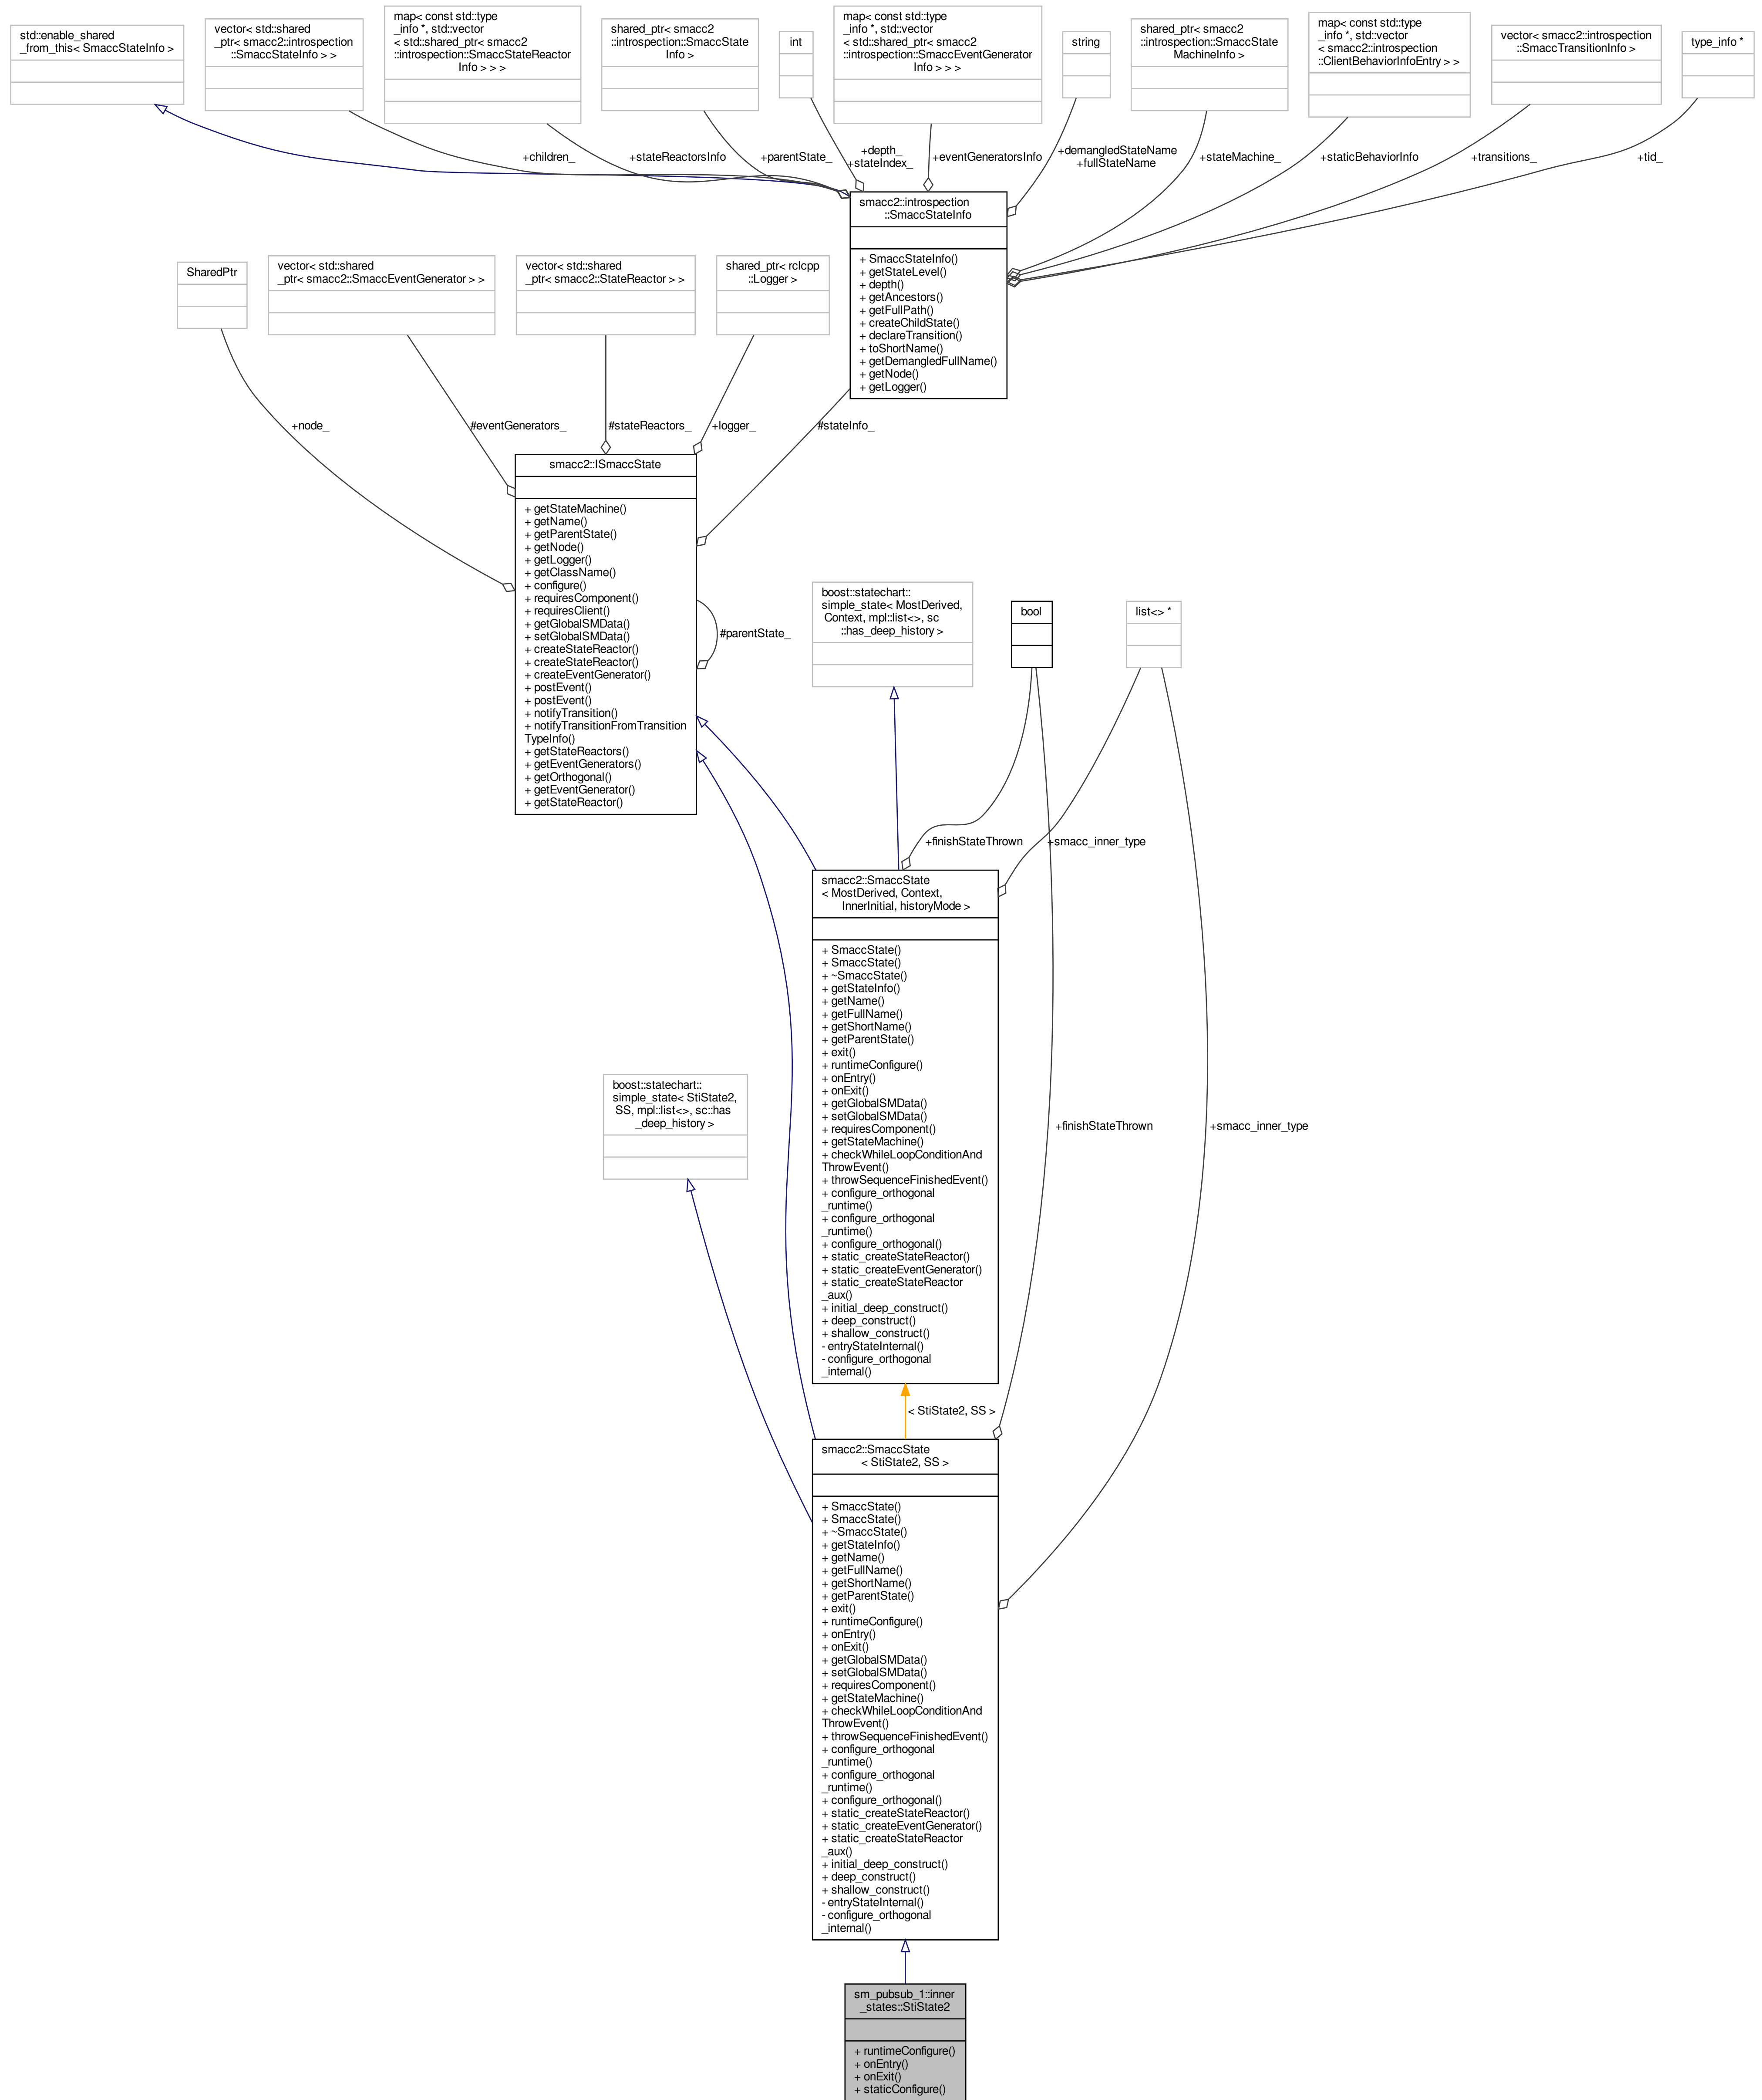 std::enable_shared
_from_this< SmaccStateInfo >
vector< std::shared
_ptr< smacc2::introspection
::SmaccStateInfo > >
map< const std::type
_info *, std::vector
< std::shared_ptr< smacc2
::introspection::SmaccStateReactor
Info > > >
shared_ptr< smacc2
::introspection::SmaccState
Info >
int
map< const std::type
_info *, std::vector
< std::shared_ptr< smacc2
::introspection::SmaccEventGenerator
Info > > >
string
shared_ptr< smacc2
::introspection::SmaccState
MachineInfo >
map< const std::type
_info *, std::vector
< smacc2::introspection
::ClientBehaviorInfoEntry > >
vector< smacc2::introspection
::SmaccTransitionInfo >
type_info *
+children_
+stateReactorsInfo
+parentState_
+depth_
+stateIndex_
+eventGeneratorsInfo
+demangledStateName
+fullStateName
+stateMachine_
+staticBehaviorInfo
+transitions_
+tid_
smacc2::introspection
::SmaccStateInfo
+ SmaccStateInfo()
+ getStateLevel()
+ depth()
+ getAncestors()
+ getFullPath()
+ createChildState()
+ declareTransition()
+ toShortName()
+ getDemangledFullName()
+ getNode()
+ getLogger()
SharedPtr
vector< std::shared
_ptr< smacc2::SmaccEventGenerator > >
vector< std::shared
_ptr< smacc2::StateReactor > >
shared_ptr< rclcpp
::Logger >
+node_
#eventGenerators_
#stateReactors_
+logger_
#stateInfo_
smacc2::ISmaccState
+ getStateMachine()
+ getName()
+ getParentState()
+ getNode()
+ getLogger()
+ getClassName()
+ configure()
+ requiresComponent()
+ requiresClient()
+ getGlobalSMData()
+ setGlobalSMData()
+ createStateReactor()
+ createStateReactor()
+ createEventGenerator()
+ postEvent()
+ postEvent()
+ notifyTransition()
+ notifyTransitionFromTransition
TypeInfo()
+ getStateReactors()
+ getEventGenerators()
+ getOrthogonal()
+ getEventGenerator()
+ getStateReactor()
#parentState_
boost::statechart::
simple_state< MostDerived,
Context, mpl::list<>, sc
::has_deep_history >
bool
list<> *
+finishStateThrown
+smacc_inner_type
smacc2::SmaccState
< MostDerived, Context,
InnerInitial, historyMode >
+ SmaccState()
+ SmaccState()
+ ~SmaccState()
+ getStateInfo()
+ getName()
+ getFullName()
+ getShortName()
+ getParentState()
+ exit()
+ runtimeConfigure()
+ onEntry()
+ onExit()
+ getGlobalSMData()
+ setGlobalSMData()
+ requiresComponent()
+ getStateMachine()
+ checkWhileLoopConditionAnd
ThrowEvent()
+ throwSequenceFinishedEvent()
+ configure_orthogonal
_runtime()
+ configure_orthogonal
_runtime()
+ configure_orthogonal()
+ static_createStateReactor()
+ static_createEventGenerator()
+ static_createStateReactor
_aux()
+ initial_deep_construct()
+ deep_construct()
+ shallow_construct()
- entryStateInternal()
- configure_orthogonal
_internal()
boost::statechart::
simple_state< StiState2,
SS, mpl::list<>, sc::has
_deep_history >
+finishStateThrown
+smacc_inner_type
< StiState2, SS >
smacc2::SmaccState
< StiState2, SS >
+ SmaccState()
+ SmaccState()
+ ~SmaccState()
+ getStateInfo()
+ getName()
+ getFullName()
+ getShortName()
+ getParentState()
+ exit()
+ runtimeConfigure()
+ onEntry()
+ onExit()
+ getGlobalSMData()
+ setGlobalSMData()
+ requiresComponent()
+ getStateMachine()
+ checkWhileLoopConditionAnd
ThrowEvent()
+ throwSequenceFinishedEvent()
+ configure_orthogonal
_runtime()
+ configure_orthogonal
_runtime()
+ configure_orthogonal()
+ static_createStateReactor()
+ static_createEventGenerator()
+ static_createStateReactor
_aux()
+ initial_deep_construct()
+ deep_construct()
+ shallow_construct()
- entryStateInternal()
- configure_orthogonal
_internal()
sm_pubsub_1::inner
_states::StiState2
+ runtimeConfigure()
+ onEntry()
+ onExit()
+ staticConfigure()